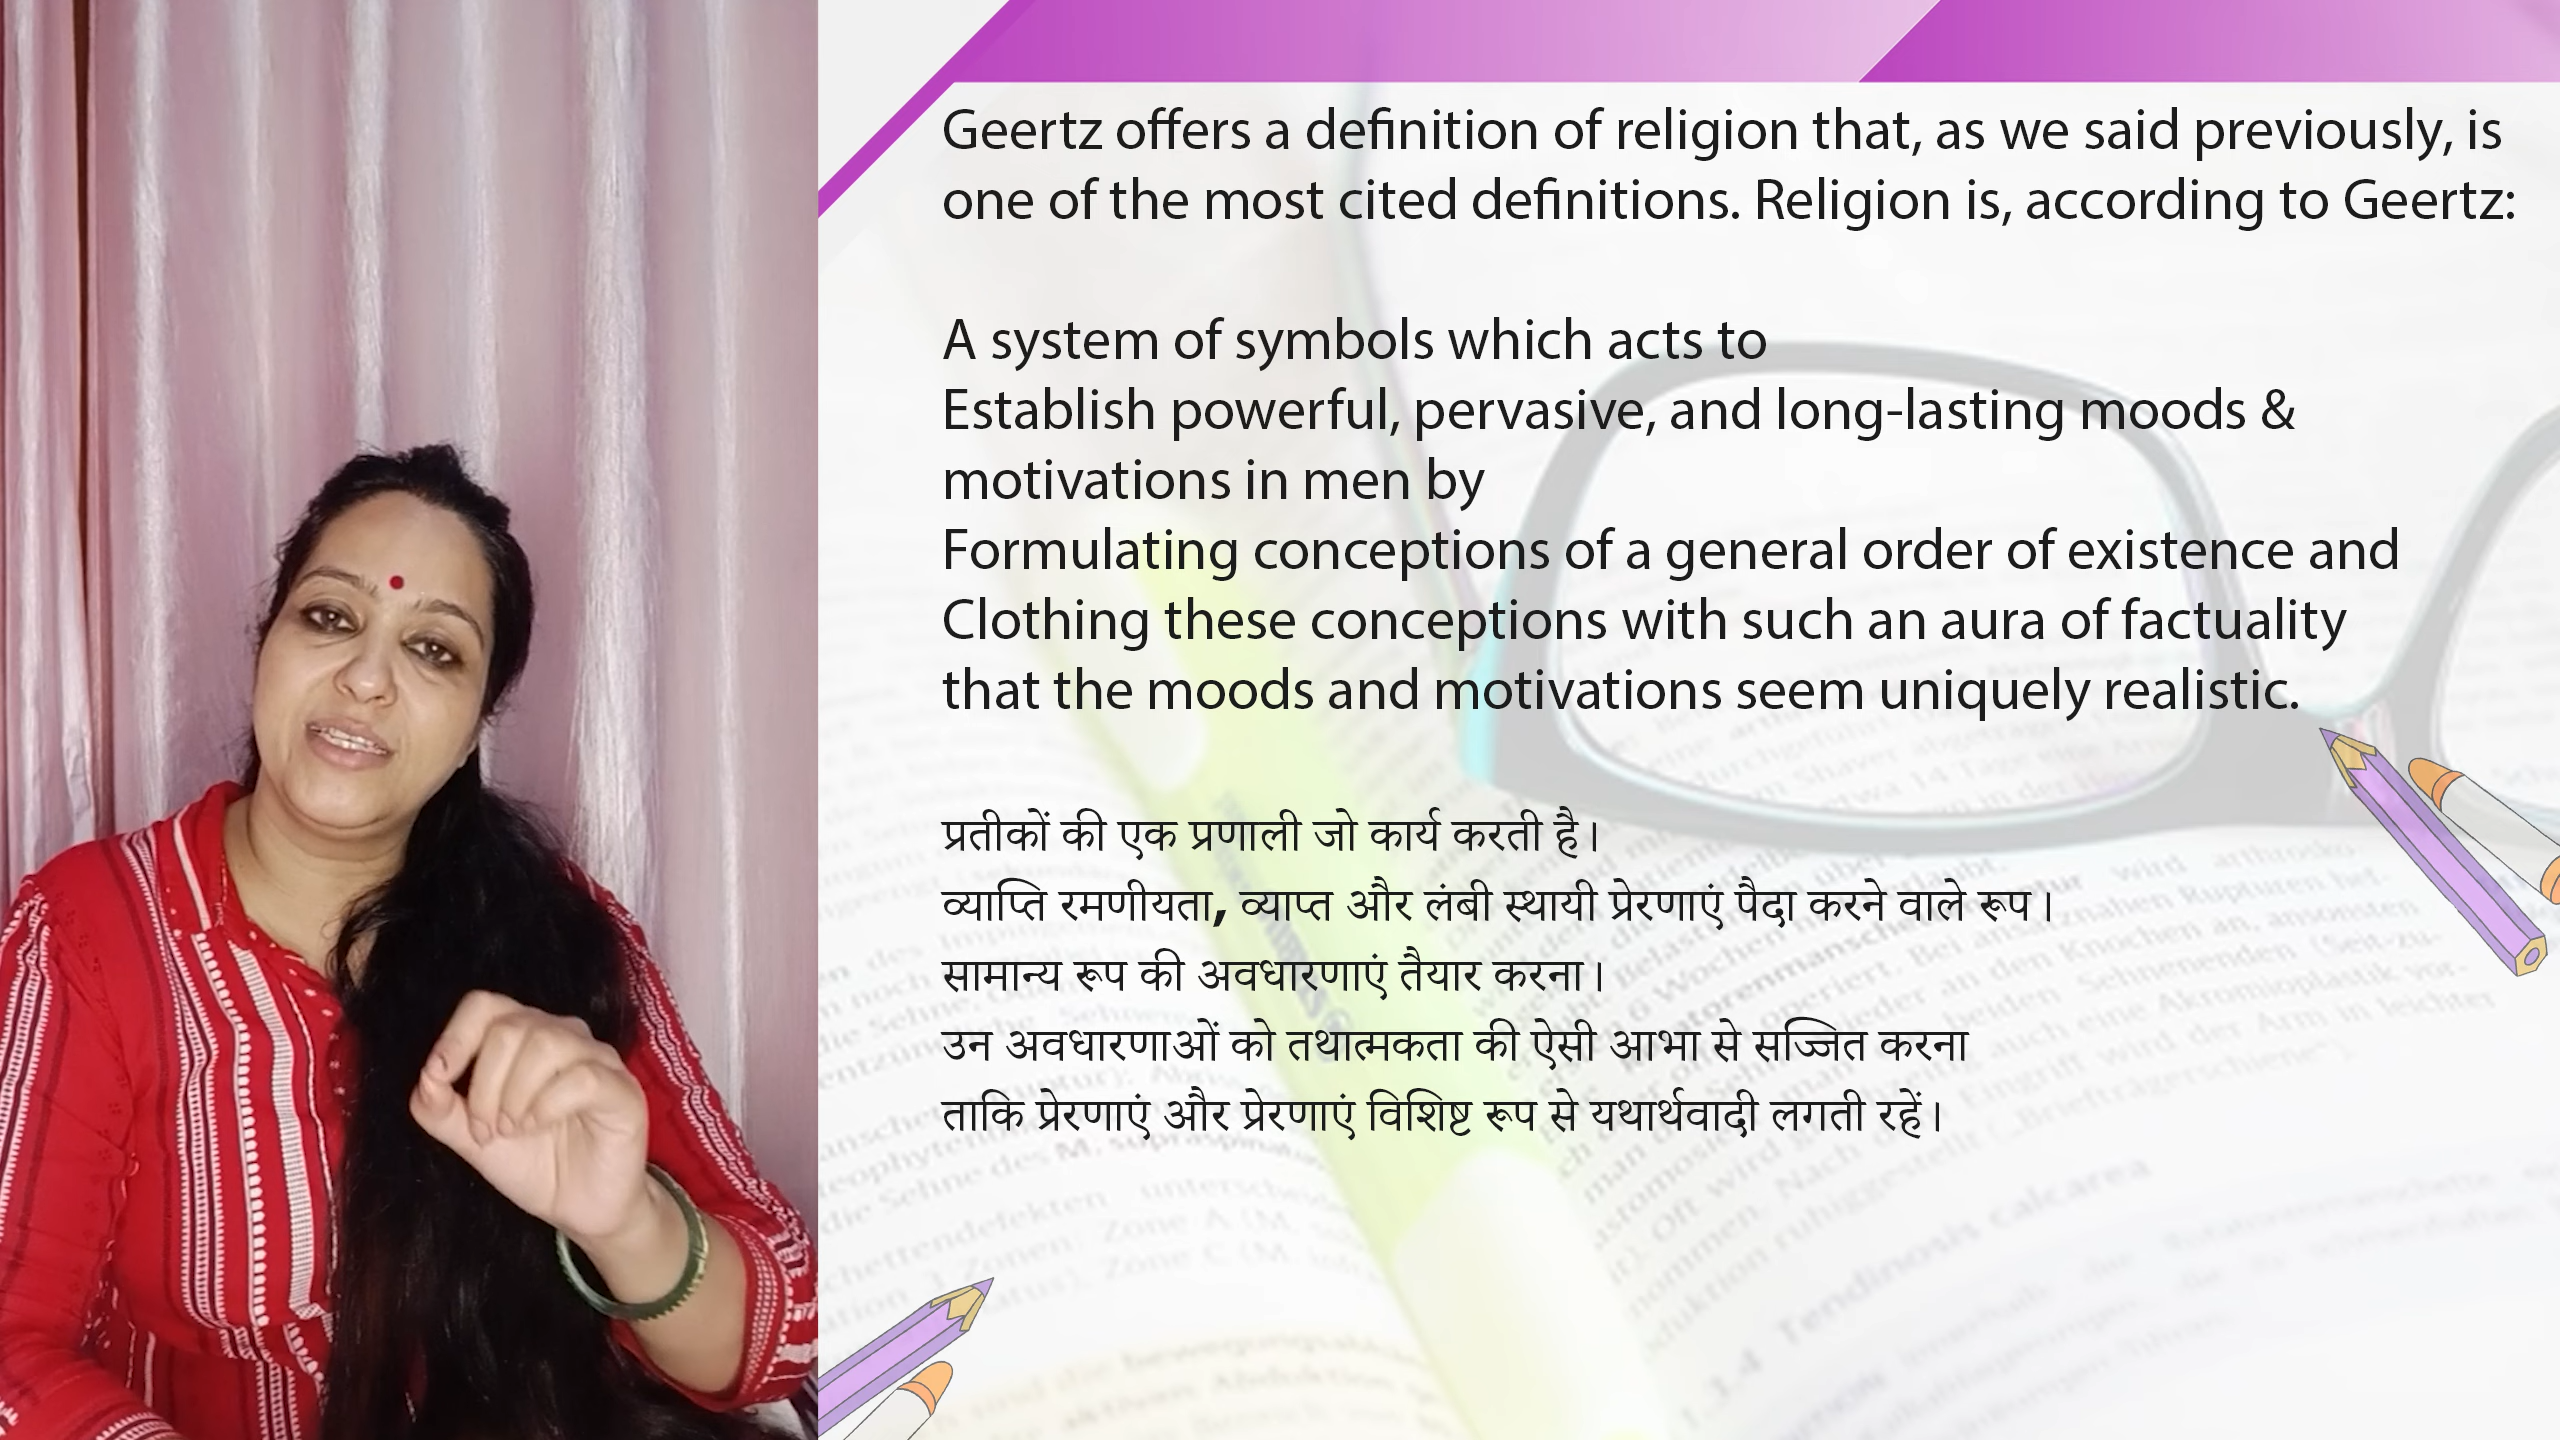 Geertz offers a definition of religion that, as we said previously, is
one of the most cited definitions. Religion is, according to Geertz:
A system of symbols which acts to
Establish powerful, pervasive, and long-lasting moods &
motivations in men by
Formulating conceptions of a general order of existence and
Clothing these conceptions with such an aura of factuality
that the moods and motivations seem uniquely realistic.
प्रतीकों की एक प्रणाली जो कार्य करती है।
व्याप्ति रमणीयता, व्याप्त और लंबी स्थायी प्रेरणाएं पैदा करने वाले रूप।
सामान्य रूप की अवधारणाएं तैयार करना।
उन अवधारणाओं को तथात्मकता की ऐसी आभा से सज्जित करना
ताकि प्रेरणाएं और प्रेरणाएं विशिष्ट रूप से यथार्थवादी लगती रहें।